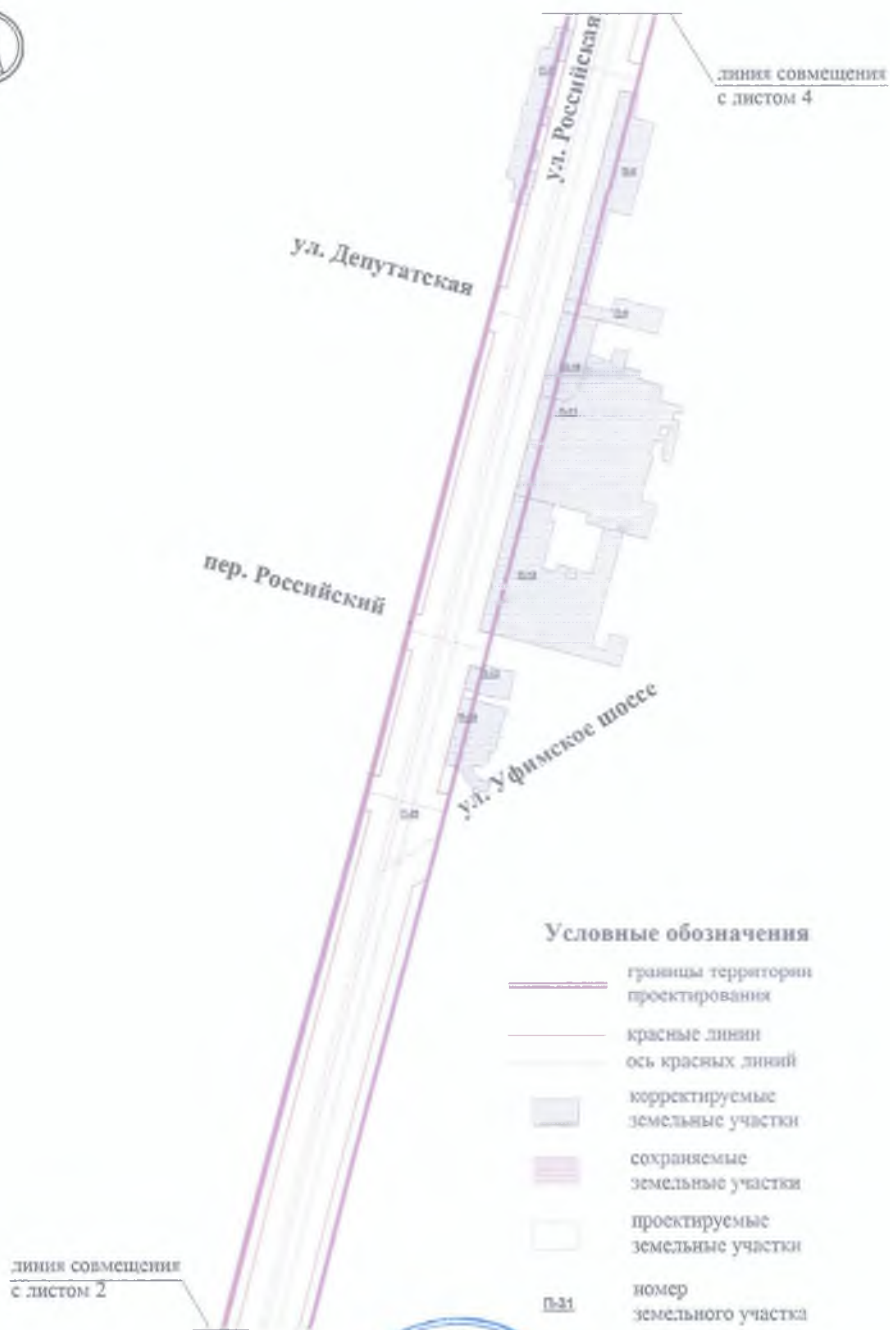 ул. Российская
линия совмещения
с листом 4
ул. Депутатская
П-11
пер. Российский
ул. Уфимское шоссе
Условные обозначения
границы территории
проектирования
красные линии
ось красных линий
корректируемые
земельные участки
сохраняемые
земельные участки
проектируемые
земельные участки
линия совмещения
с листом 2
П-31
номер
земельного участка